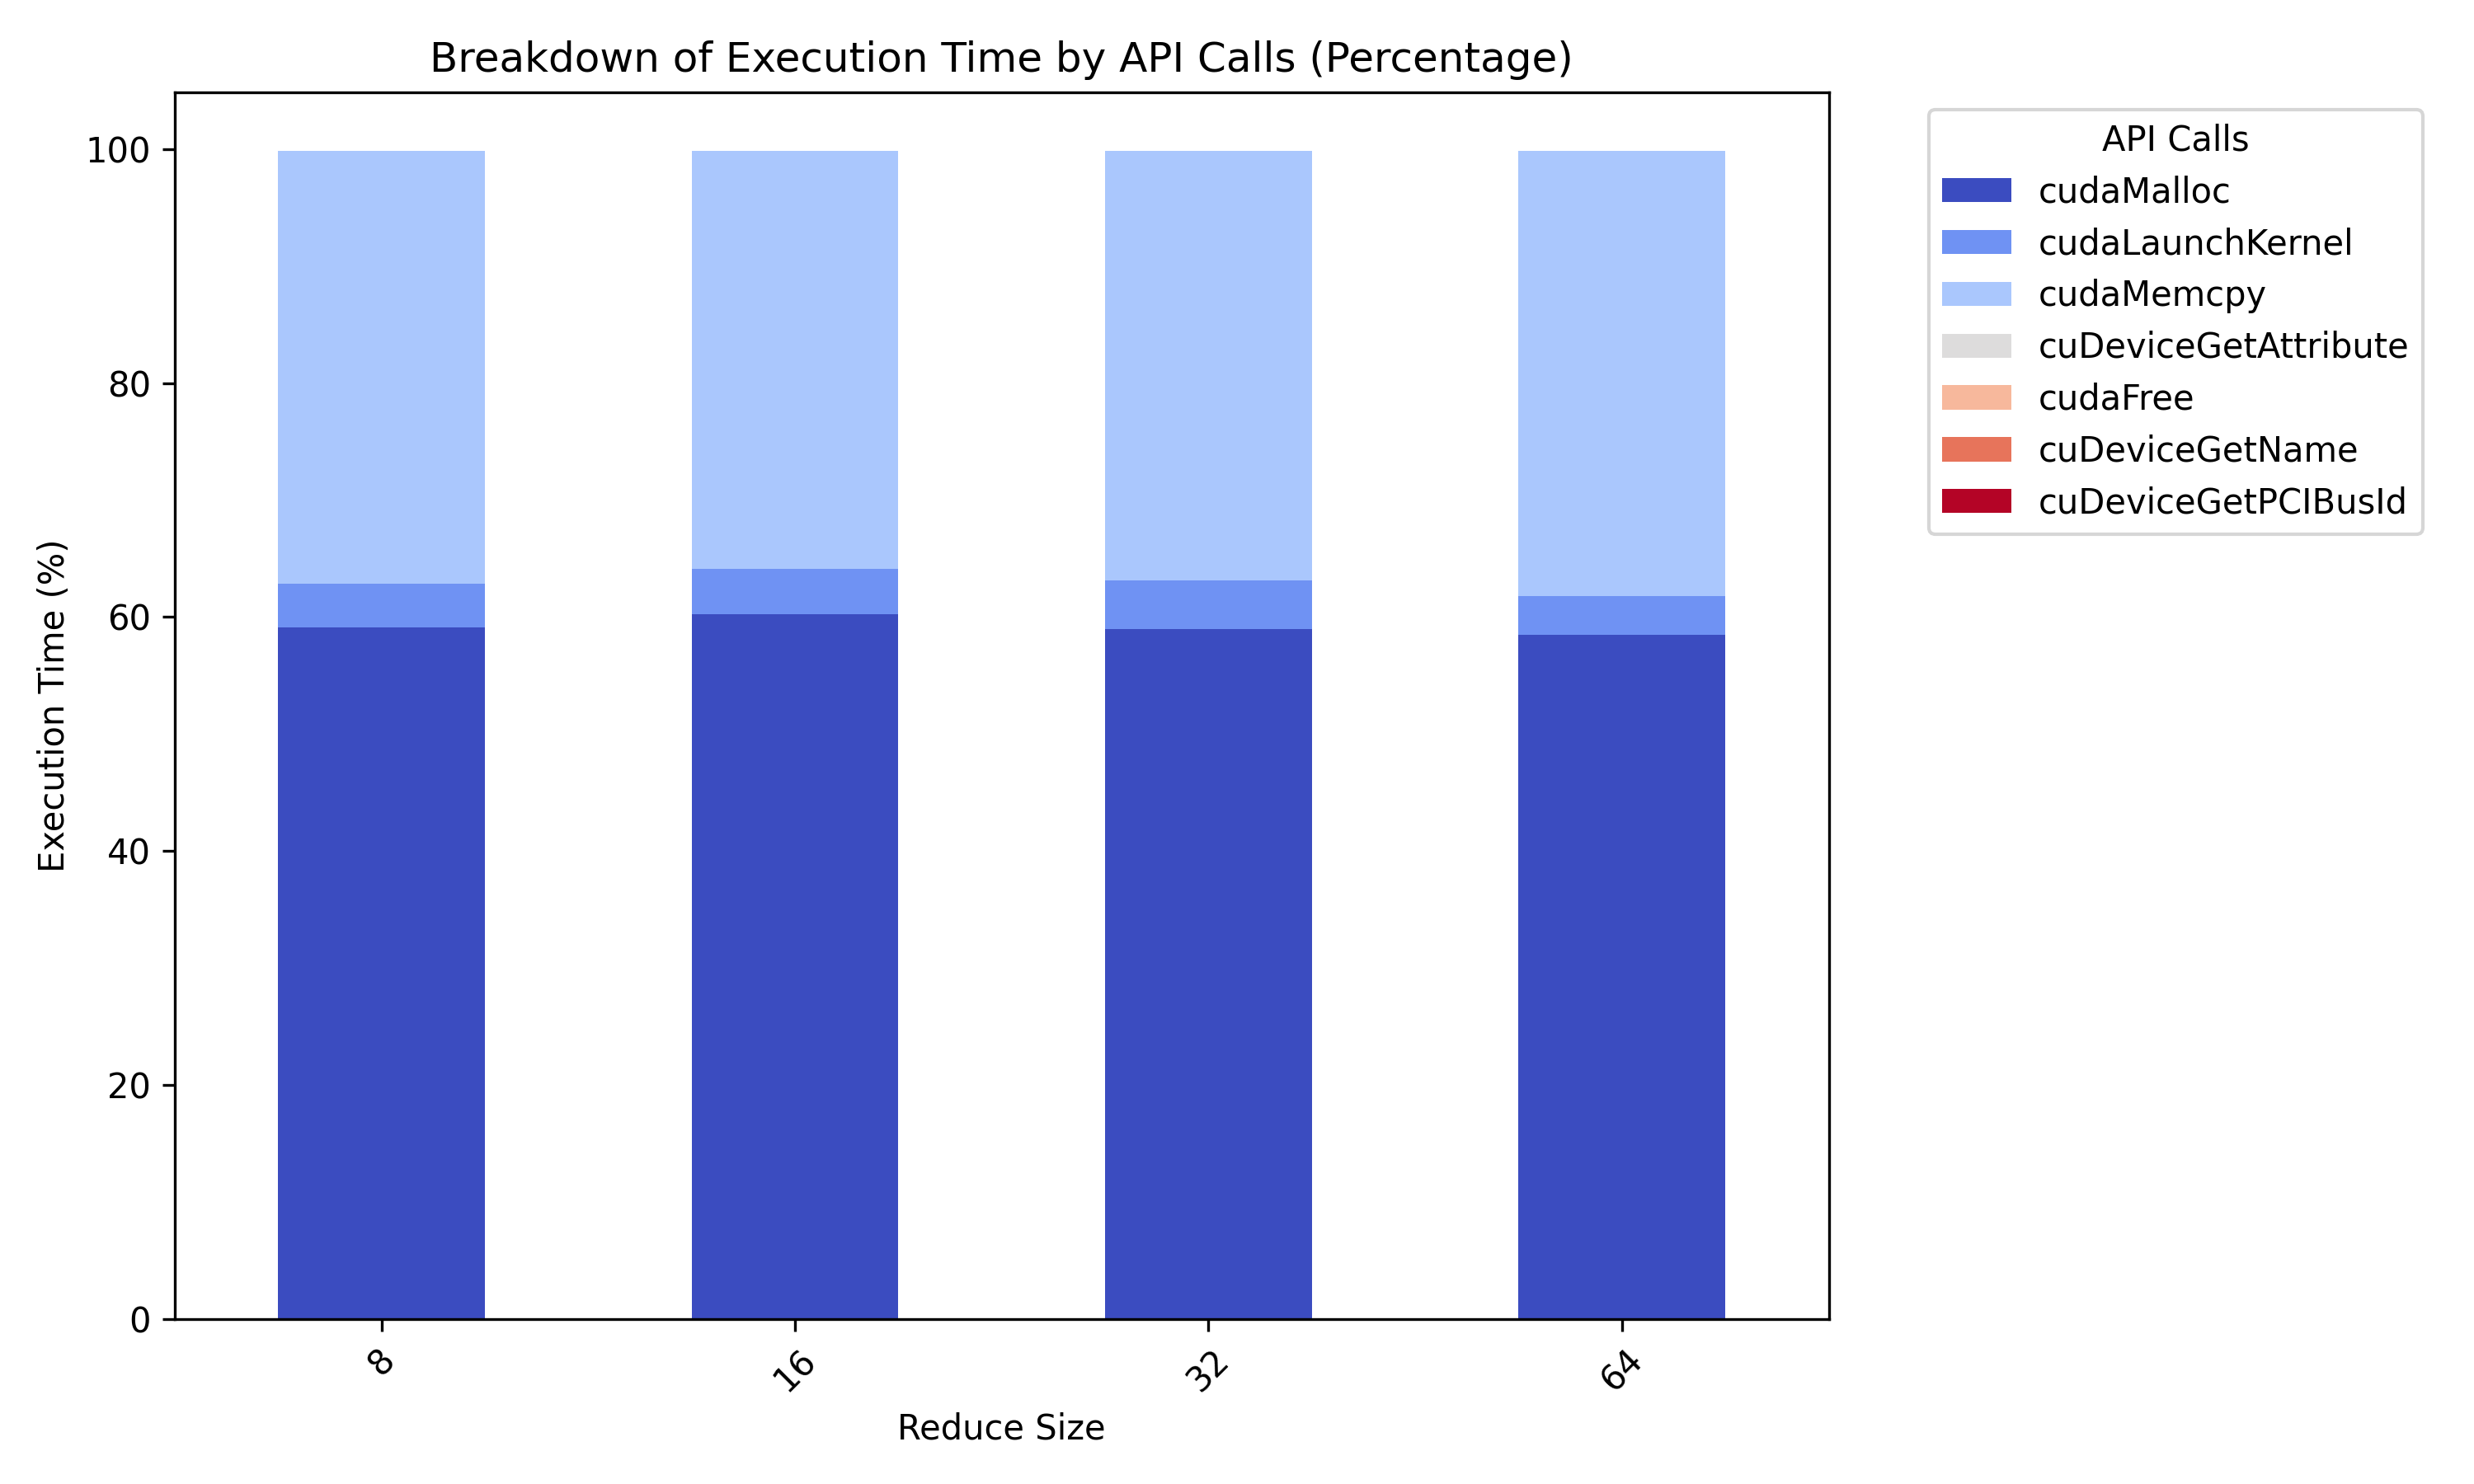 Breakdown of Execution Time by API Calls (Percentage)
100
80
60
40
20
0
Execution Time (%)
8
16
32
64
Reduce Size
API Calls
cudaMalloc
cudaLaunchKernel
cudaMemcpy
cuDeviceGetAttribute
cudaFree
cuDeviceGetName
cuDeviceGetPCIBusId